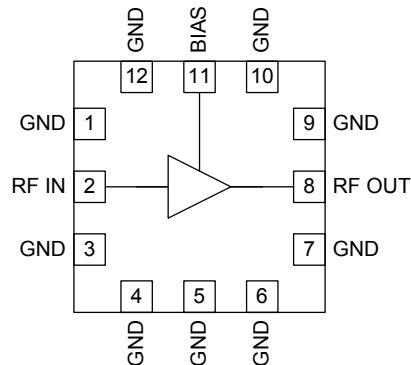 GND BIAS GND
12 11 10
GND 1 9 GND
RF IN 2 8 RF OUT
GND 3 7 GND
4 5 6
GND GND GND